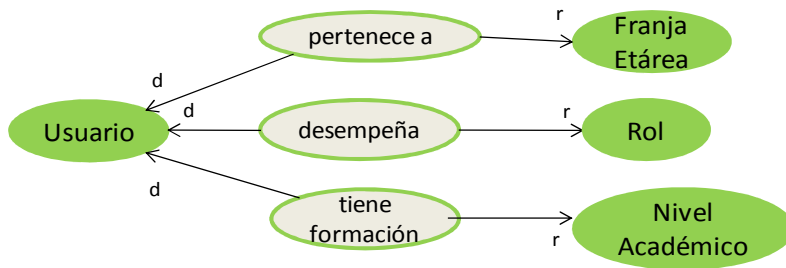 pertenece a
r
Franja
Etárea
d
d
Usuario
desempeña
r
Rol
d
tiene
formación
r
Nivel
Académico